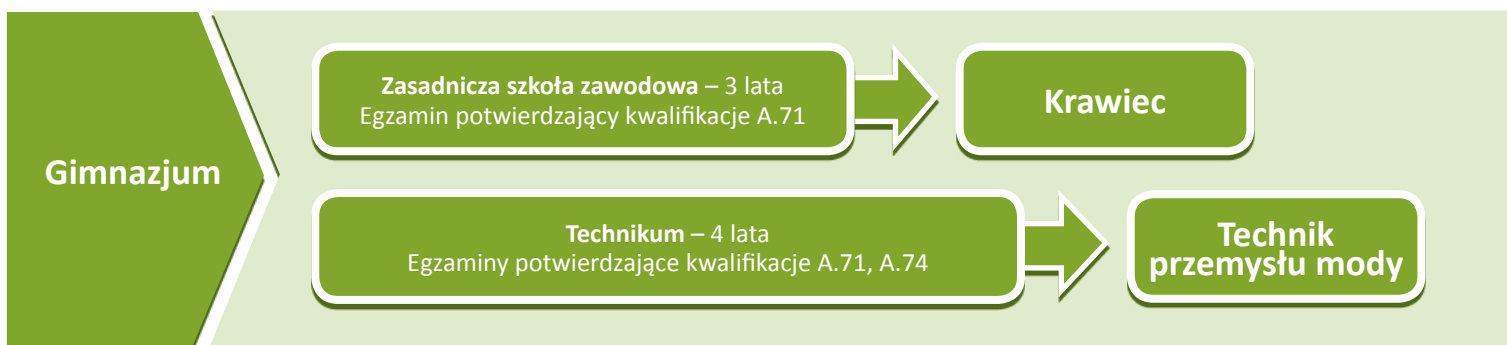 Gimnazjum
Zasadnicza szkoła zawodowa – 3 lata
Egzamin potwierdzający kwalifikacje A.71
Krawiec
Technikum – 4 lata
Egzaminy potwierdzające kwalifikacje A.71, A.74
Technik
przemysłu mody